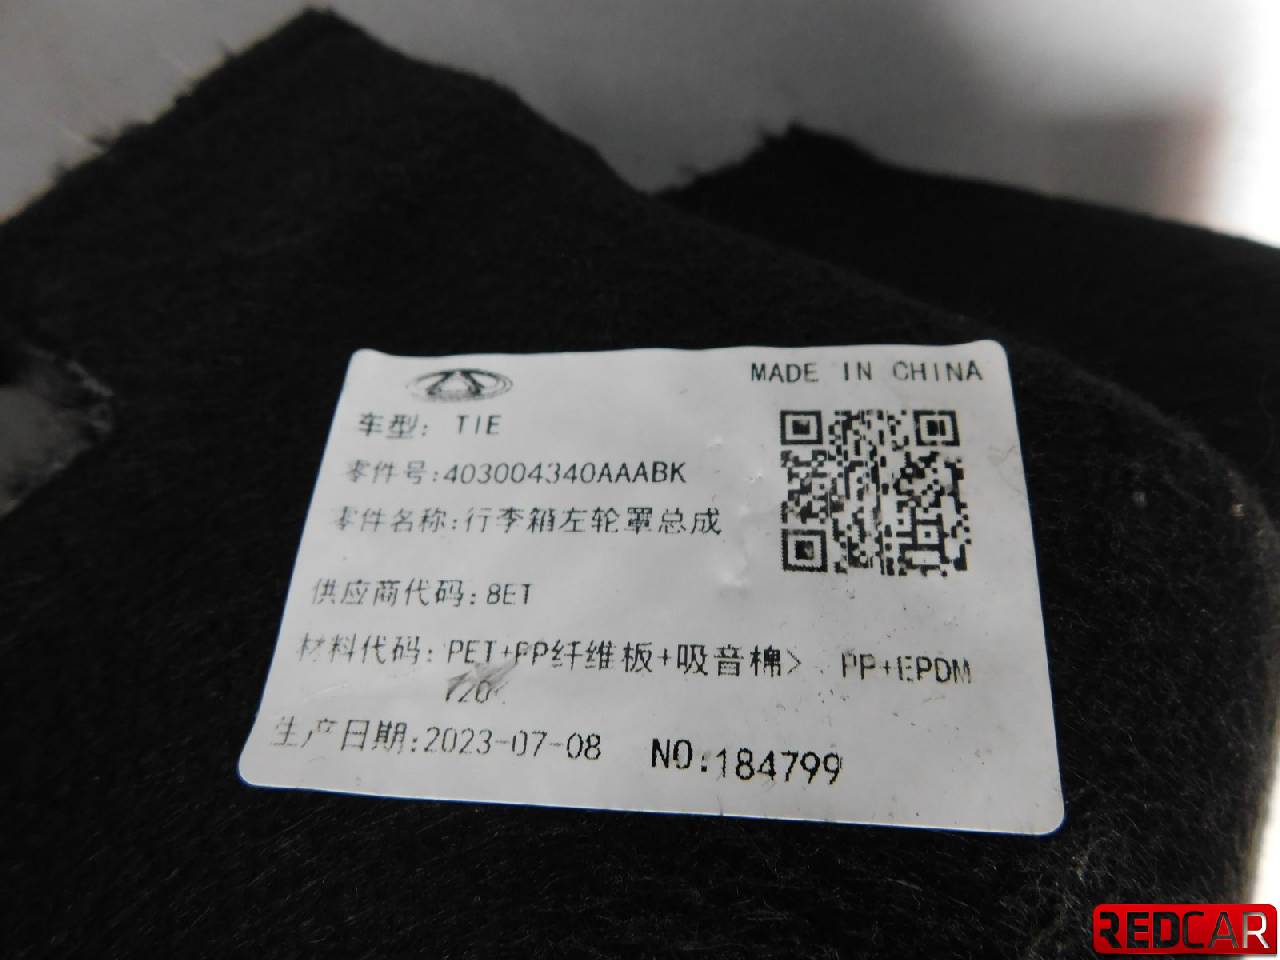 MADE IN CHINA
车型: T1E
零件号:403004340AAABK
零件名称:行李箱左轮罩总成
供应商代码:8ET
材料代码:PET+PP纤维板+吸音棉> PP+EPDM
生产日期:2023-07-08 NO:184799
REDCAR